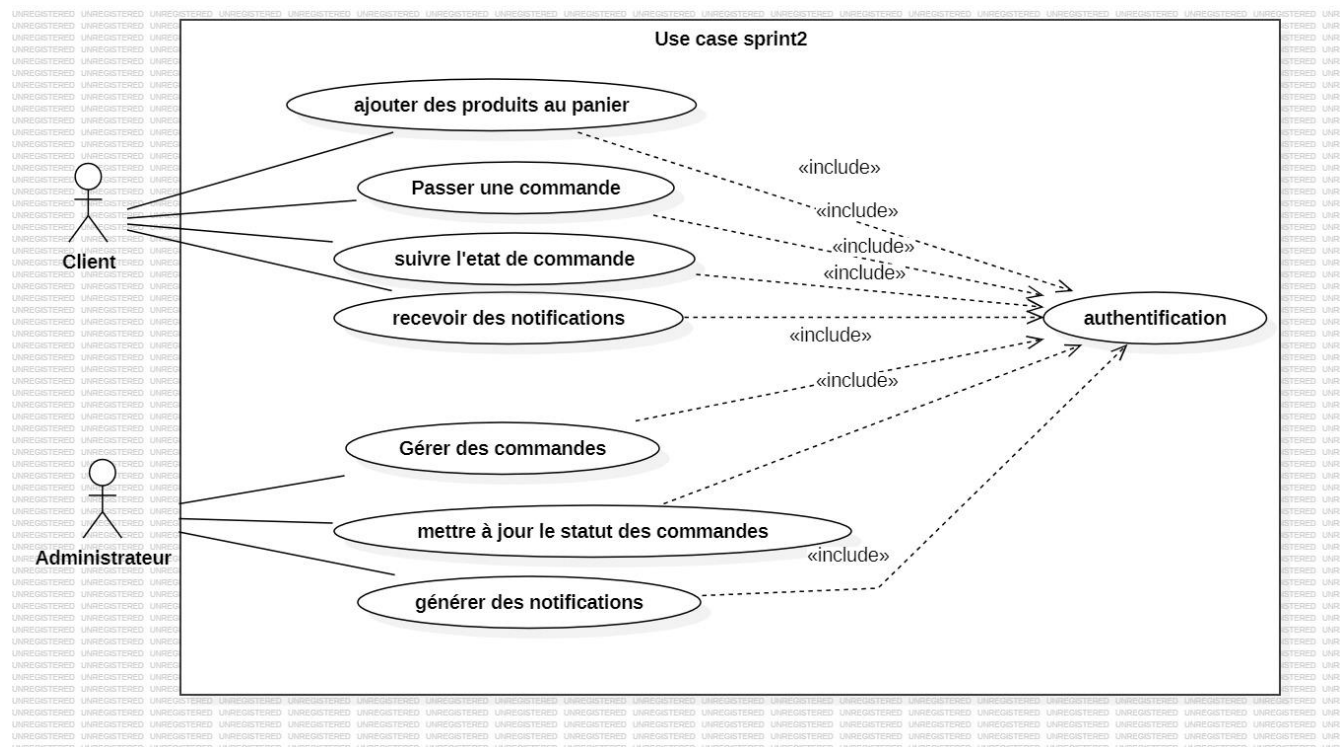 Use case sprint2
ajouter des produits au panier
«include»
Passer une commande
«include»
«include»
suivre l'etat de commande
Client
«include»
recevoir des notifications
authentification
«include»
«include»
Gérer des commandes
mettre à jour le statut des commandes
Administrateur
«include»
générer des notifications
UNREGISTERED